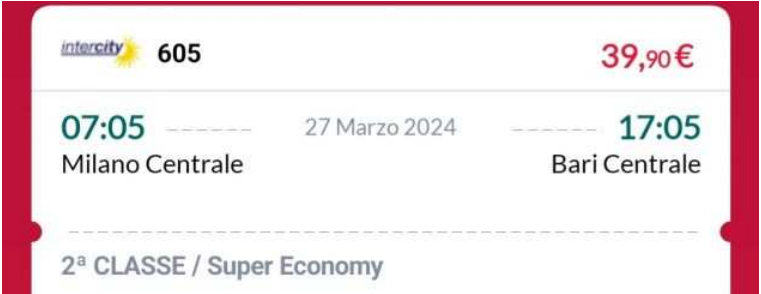 intercity 605 39,90€
07:05 27 Marzo 2024 17:05
Milano Centrale Bari Centrale
2ª CLASSE / Super Economy